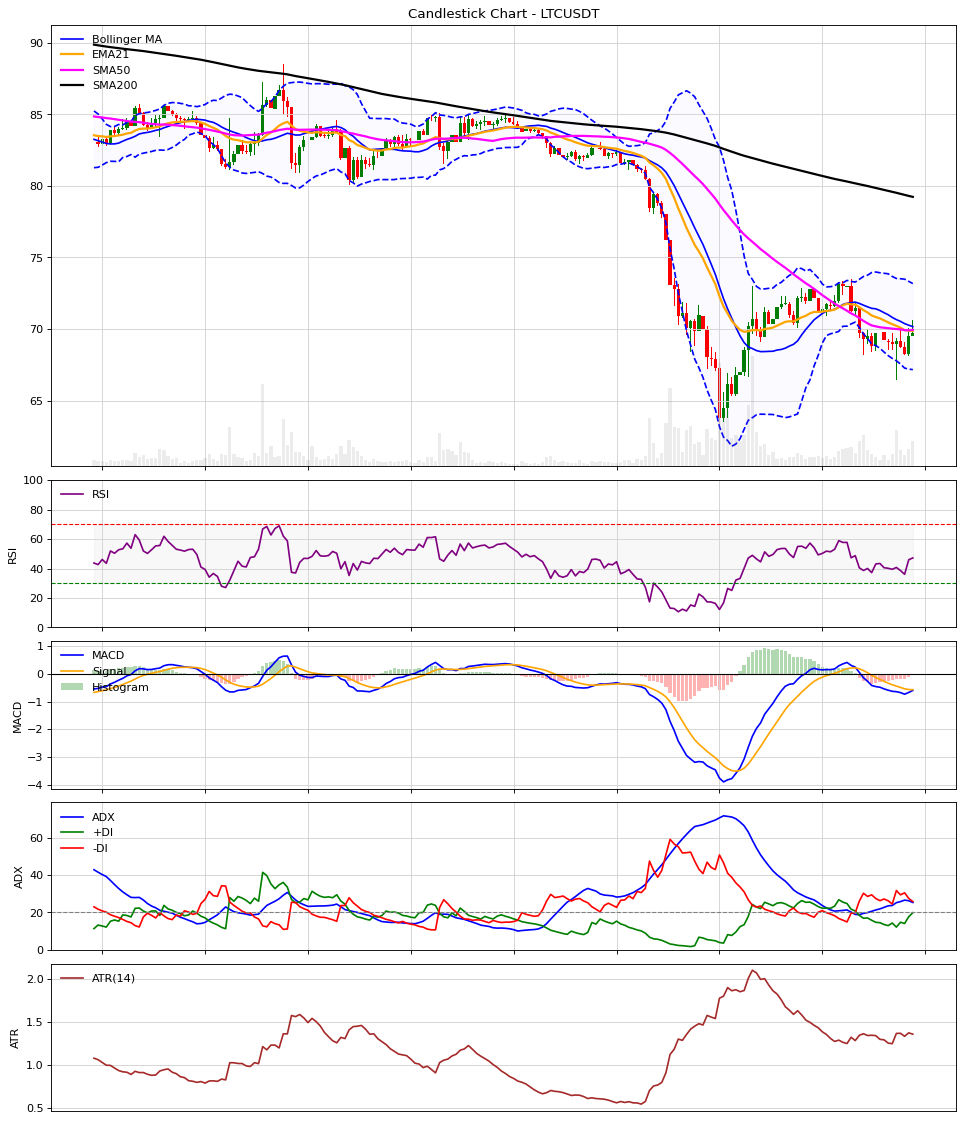 Candlestick Chart - LTCUSDT
Bollinger MA
EMA21
SMA50
SMA200
90
85
80
75
70
65
RSI
RSI
100
80
60
40
20
0
MACD
Signal
Histogram
MACD
1
0
−1
−2
−3
−4
ADX
+DI
-DI
ADX
60
40
20
0
ATR(14)
ATR
2.0
1.5
1.0
0.5